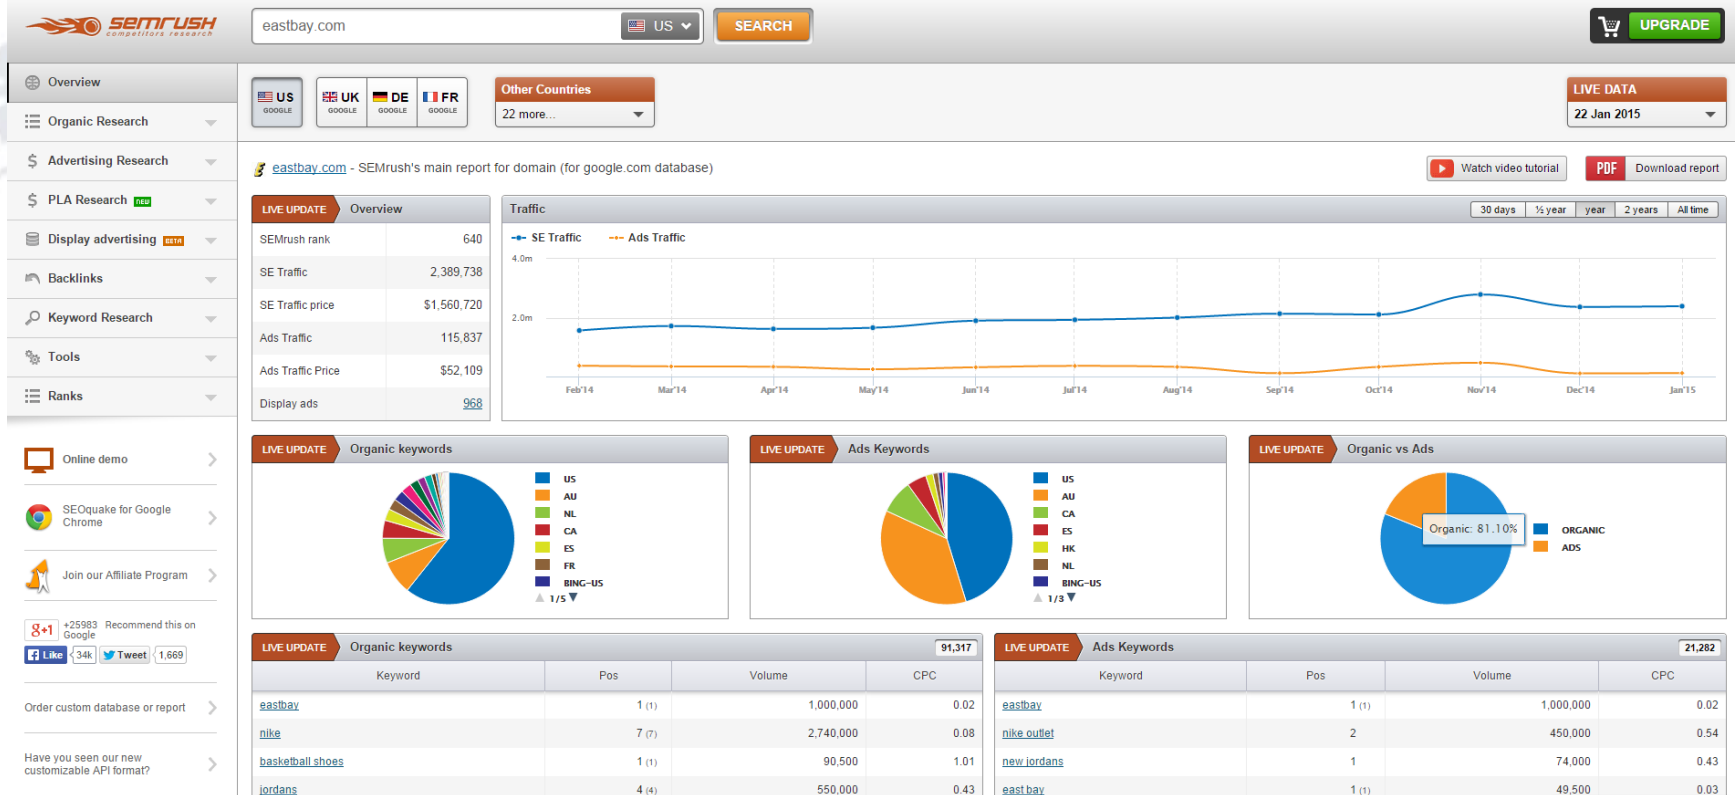 semrush
competitors research
eastbay.com
US
SEARCH
UPGRADE
Overview
Organic Research
Advertising Research
PLA Research NEW
Display advertising BETA
Backlinks
Keyword Research
Tools
Ranks
Online demo
SEOquake for Google
Chrome
Join our Affiliate Program
g+1
+25983 Recommend this on
Google
Like 34k Tweet 1,669
Order custom database or report
Have you seen our new
customizable API format?
US
GOOGLE
UK
GOOGLE
DE
GOOGLE
FR
GOOGLE
Other Countries
22 more...
LIVE DATA
22 Jan 2015
eastbay.com - SEMrush's main report for domain (for google.com database)
Watch video tutorial
PDF Download report
LIVE UPDATE Overview
SEMrush rank 640
SE Traffic 2,389,738
SE Traffic price $1,560,720
Ads Traffic 115,837
Ads Traffic Price $52,109
Display ads 968
Traffic
30 days ½ year year 2 years All time
SE Traffic Ads Traffic
4.0m
2.0m
Feb'14 Mar'14 Apr'14 May'14 Jun'14 Jul'14 Aug'14 Sep'14 Oct'14 Nov'14 Dec'14 Jan'15
LIVE UPDATE Organic keywords
US
AU
NL
CA
ES
FR
BING-US
1/5
LIVE UPDATE Ads Keywords
US
AU
CA
ES
HK
NL
BING-US
1/3
LIVE UPDATE Organic vs Ads
Organic: 81.10%
ORGANIC
ADS
LIVE UPDATE Organic keywords 91,317
Keyword Pos Volume CPC
eastbay 1 (1) 1,000,000 0.02
nike 7 (7) 2,740,000 0.08
basketball shoes 1 (1) 90,500 1.01
jordans 4 (4) 550,000 0.43
LIVE UPDATE Ads Keywords 21,282
Keyword Pos Volume CPC
eastbay 1 (1) 1,000,000 0.02
nike outlet 2 450,000 0.54
new jordans 1 74,000 0.43
east bay 1 (1) 49,500 0.03